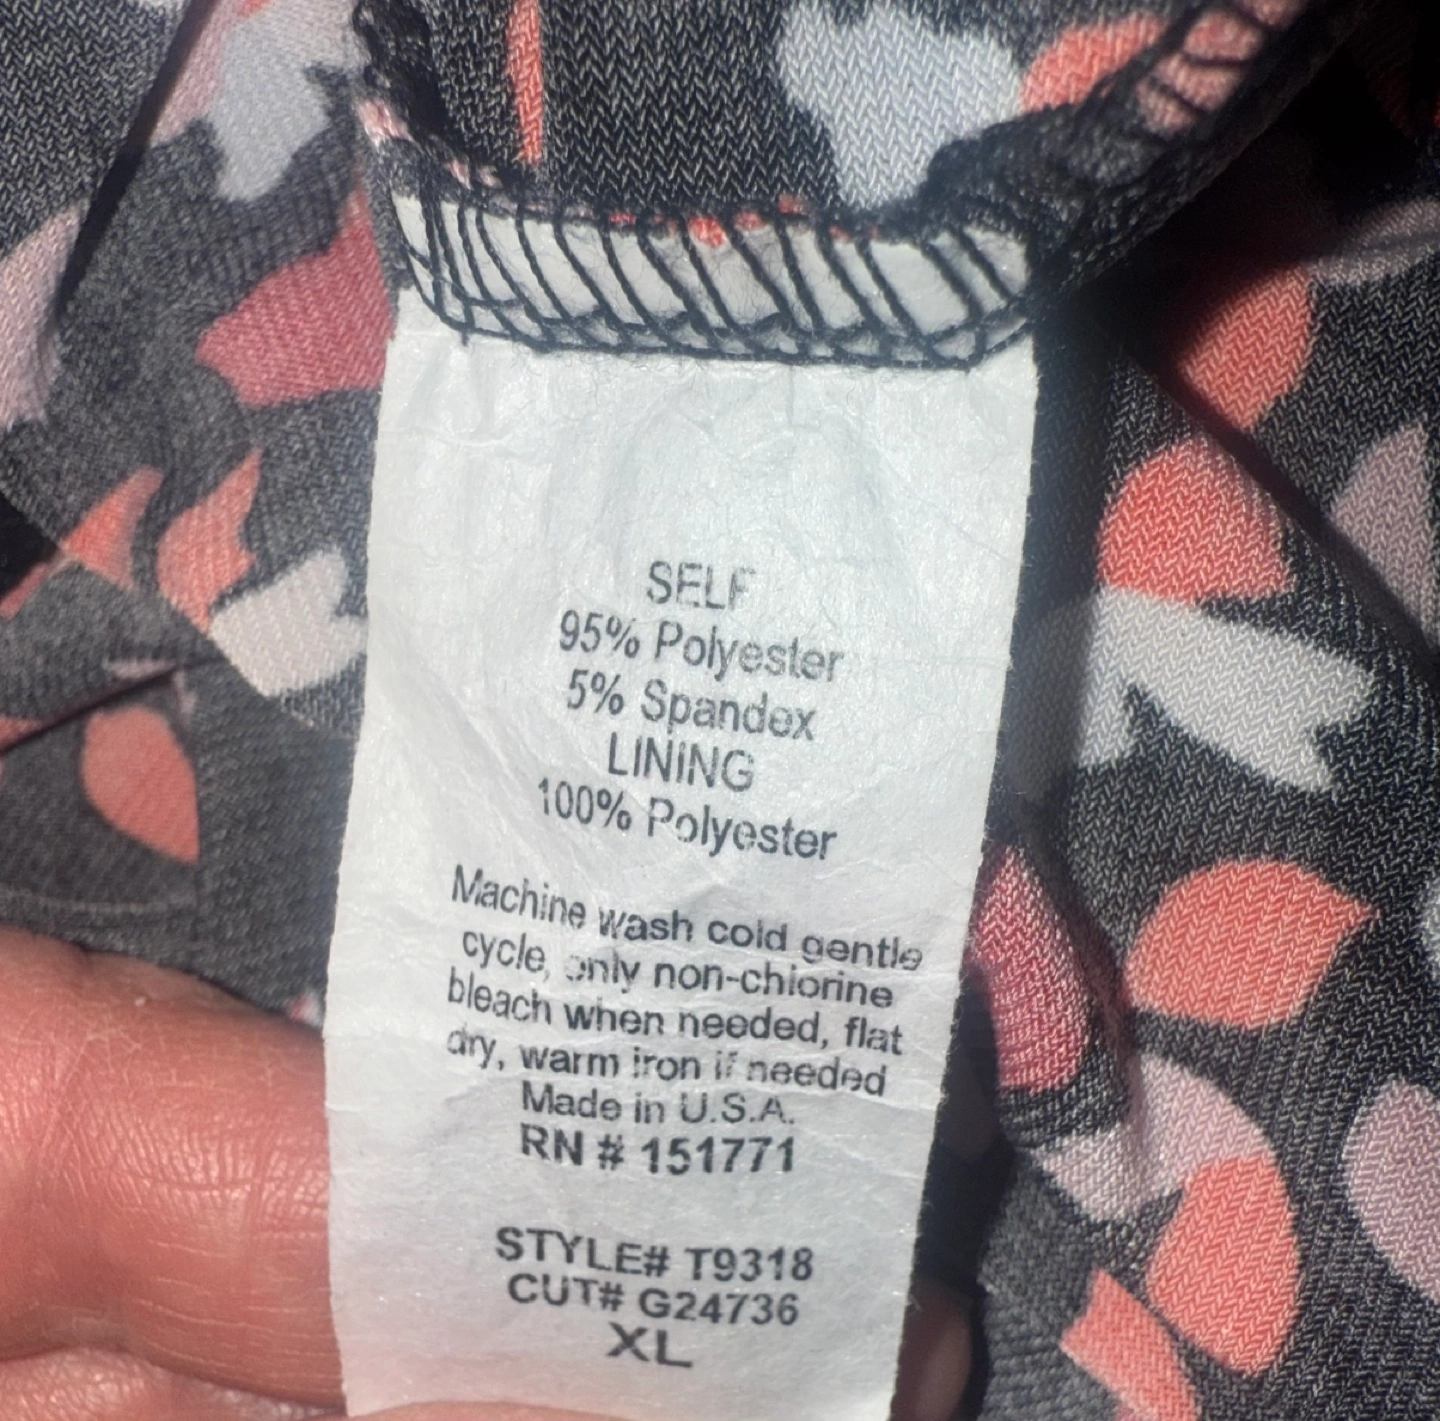 SELF
95% Polyester
5% Spandex
LINING
100% Polyester
Machine wash cold gentle
cycle, only non-chlorine
bleach when needed, flat
dry, warm iron if needed
Made in U.S.A.
RN # 151771
STYLE# T9318
CUT# G24736
XL